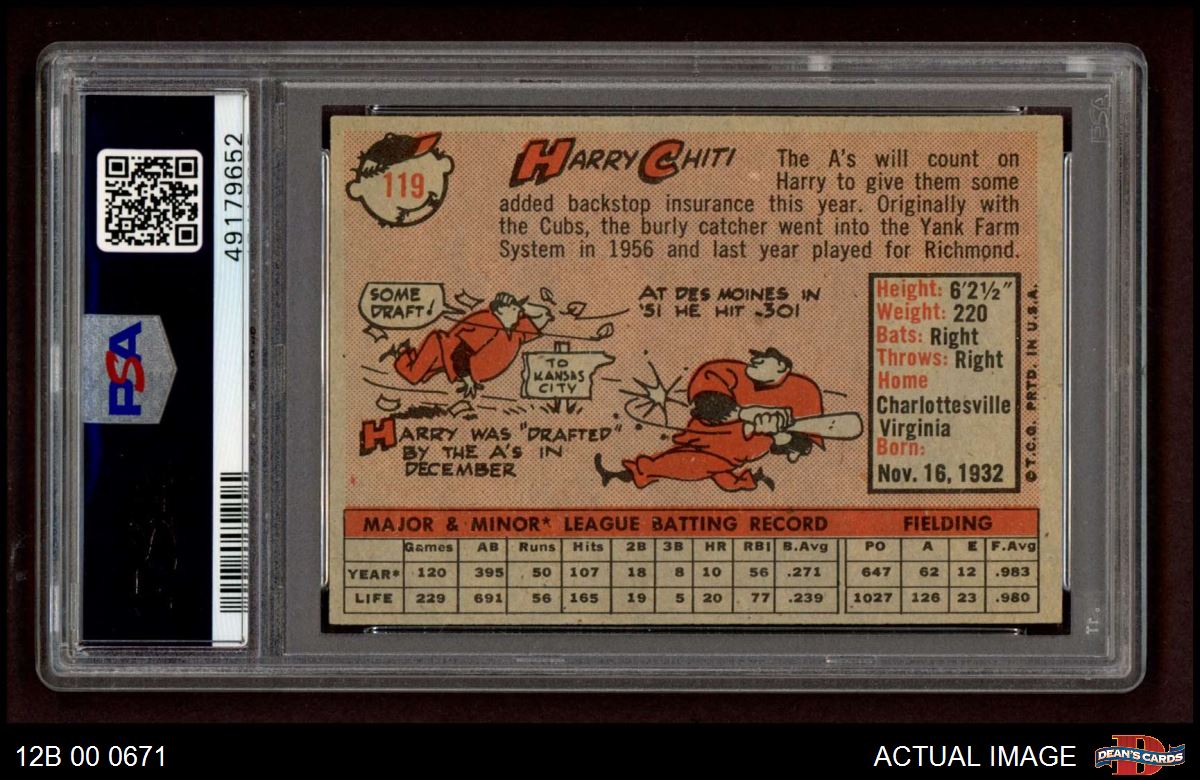 PSA
49179652
PSA
119
HARRY CHITI
The A's will count on
Harry to give them some
added backstop insurance this year. Originally with
the Cubs, the burly catcher went into the Yank Farm
System in 1956 and last year played for Richmond.
SOME
DRAFT!
TO
KANSAS
CITY
HARRY WAS "DRAFTED"
BY THE A'S IN
DECEMBER
AT DES MOINES IN
'51 HE HIT .301
Height: 6'2½"
Weight: 220
Bats: Right
Throws: Right
Home
Charlottesville
Virginia
Born:
Nov. 16, 1932
©T.C.G. PRTD. IN U.S.A.
MAJOR & MINOR* LEAGUE BATTING RECORD FIELDING
Games AB Runs Hits 2B 3B HR RBI B.Avg PO A E F.Avg
YEAR* 120 395 50 107 18 8 10 56 .271 647 62 12 .983
LIFE 229 691 56 165 19 5 20 77 .239 1027 126 23 .980
12B 00 0671
ACTUAL IMAGE
DEAN'S CARDS